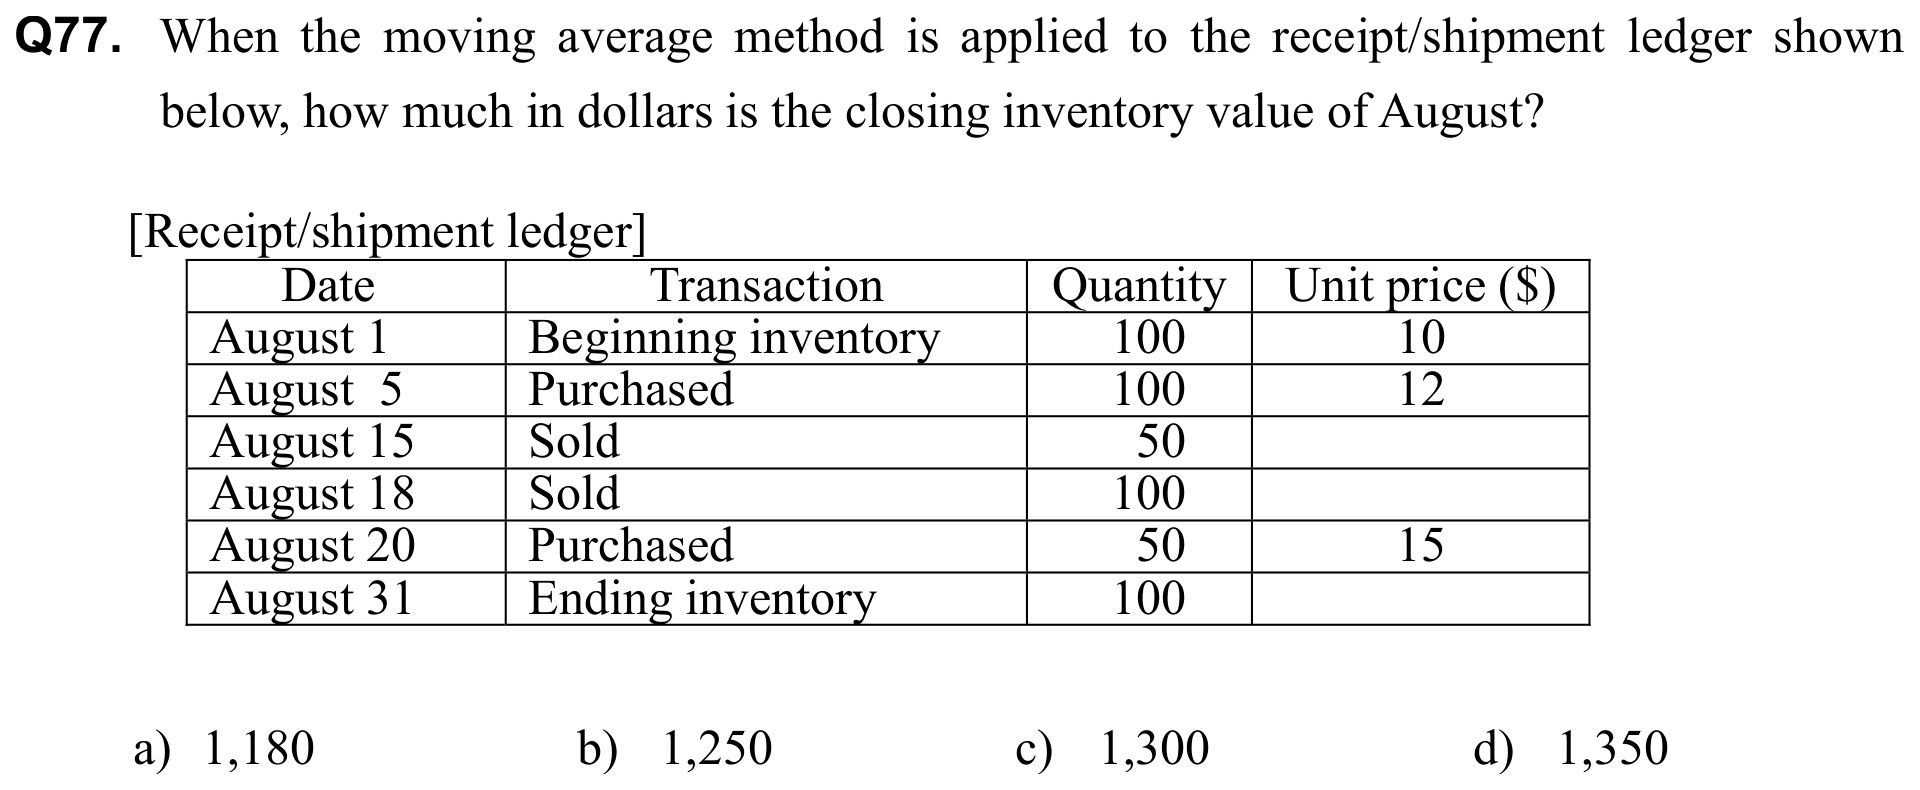 Q77. When the moving average method is applied to the receipt/shipment ledger shown
below, how much in dollars is the closing inventory value of August?
[Receipt/shipment ledger]
Date Transaction Quantity Unit price ($)
August 1 Beginning inventory 100 10
August 5 Purchased 100 12
August 15 Sold 50
August 18 Sold 100
August 20 Purchased 50 15
August 31 Ending inventory 100
a) 1,180 b) 1,250 c) 1,300 d) 1,350